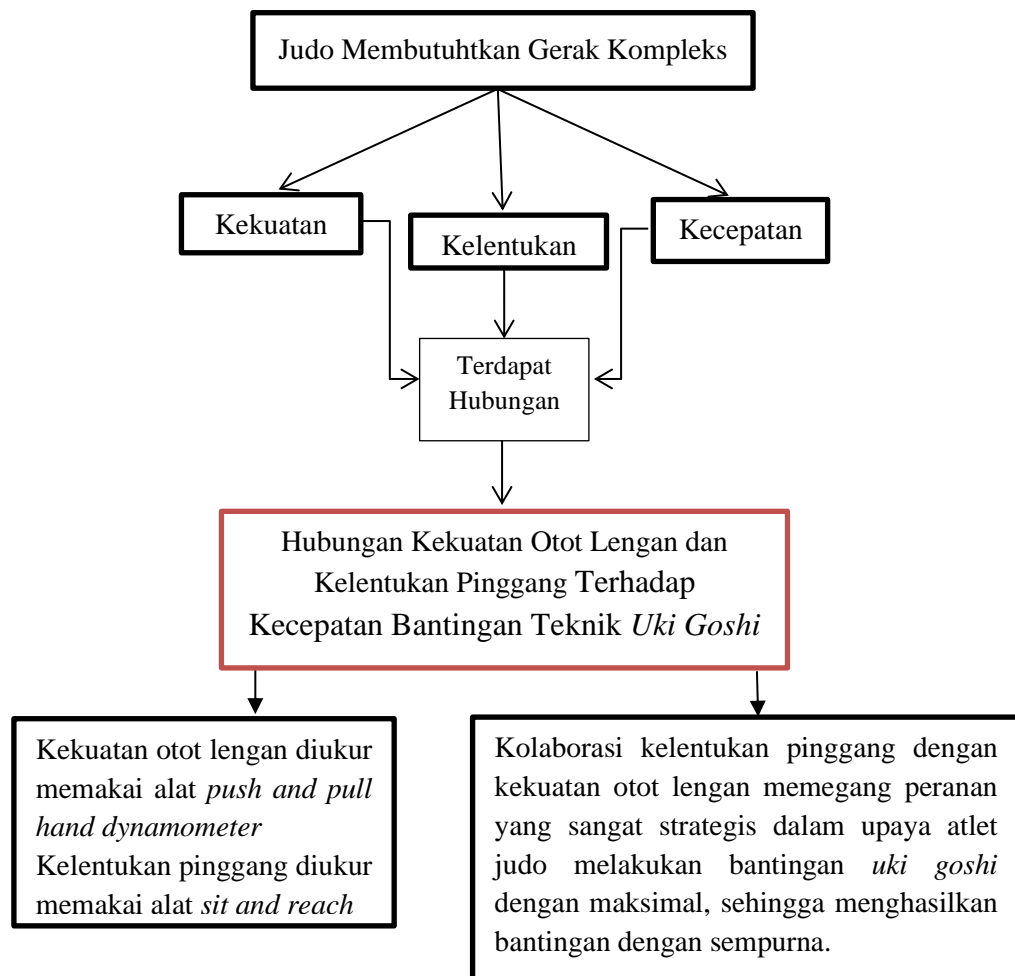 Judo Membutuhtkan Gerak Kompleks
Kekuatan
Kelentukan
Kecepatan
Terdapat
Hubungan
Hubungan Kekuatan Otot Lengan dan
Kelentukan Pinggang Terhadap
Kecepatan Bantingan Teknik Uki Goshi
Kekuatan otot lengan diukur
memakai alat push and pull
hand dynamometer
Kelentukan pinggang diukur
memakai alat sit and reach
Kolaborasi kelentukan pinggang dengan
kekuatan otot lengan memegang peranan
yang sangat strategis dalam upaya atlet
judo melakukan bantingan uki goshi
dengan maksimal, sehingga menghasilkan
bantingan dengan sempurna.